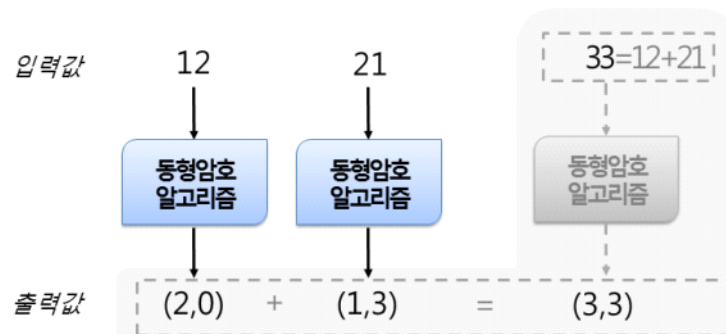 입력값 12 21 33=12+21
동형암호 동형암호 동형암호
알고리즘 알고리즘 알고리즘
출력값 (2,0) + (1,3) = (3,3)